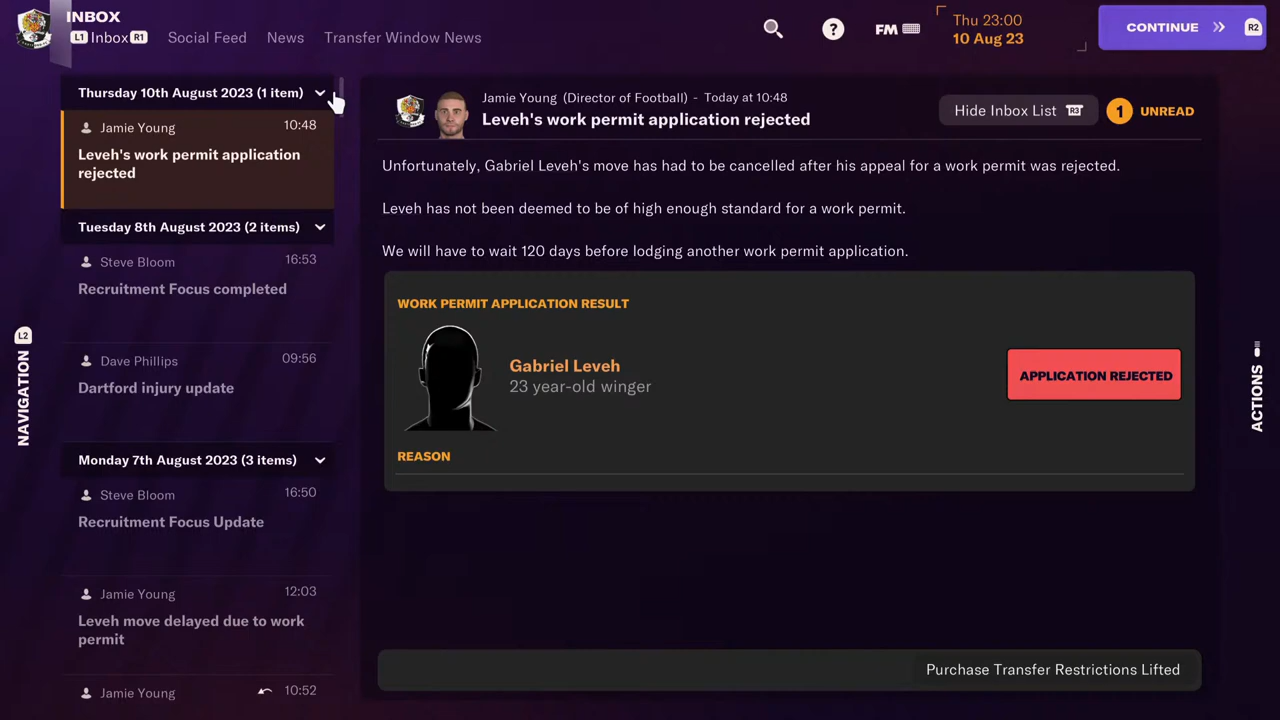 INBOX
L1 Inbox R1 Social Feed News Transfer Window News
FM
Thu 23:00
10 Aug 23
CONTINUE R2
Thursday 10th August 2023 (1 item)
Jamie Young 10:48
Leveh's work permit application
rejected
Tuesday 8th August 2023 (2 items)
Steve Bloom 16:53
Recruitment Focus completed
Dave Phillips 09:56
Dartford injury update
Monday 7th August 2023 (3 items)
Steve Bloom 16:50
Recruitment Focus Update
Jamie Young 12:03
Leveh move delayed due to work
permit
Jamie Young 10:52
L2
NAVIGATION
Jamie Young (Director of Football) - Today at 10:48
Leveh's work permit application rejected
Hide Inbox List R3
1 UNREAD
Unfortunately, Gabriel Leveh's move has had to be cancelled after his appeal for a work permit was rejected.
Leveh has not been deemed to be of high enough standard for a work permit.
We will have to wait 120 days before lodging another work permit application.
WORK PERMIT APPLICATION RESULT
Gabriel Leveh
23 year-old winger
APPLICATION REJECTED
REASON
Purchase Transfer Restrictions Lifted
ACTIONS